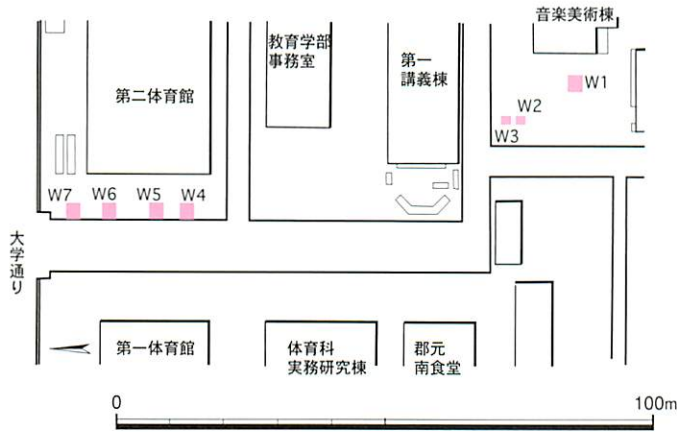 音楽美術棟
教育学部
事務室
第一
講義棟
第二体育館
W1
W2
W3
W7
W6
W5
W4
大学通り
第一体育館
体育科
実務研究棟
郡元
南食堂
0
100m